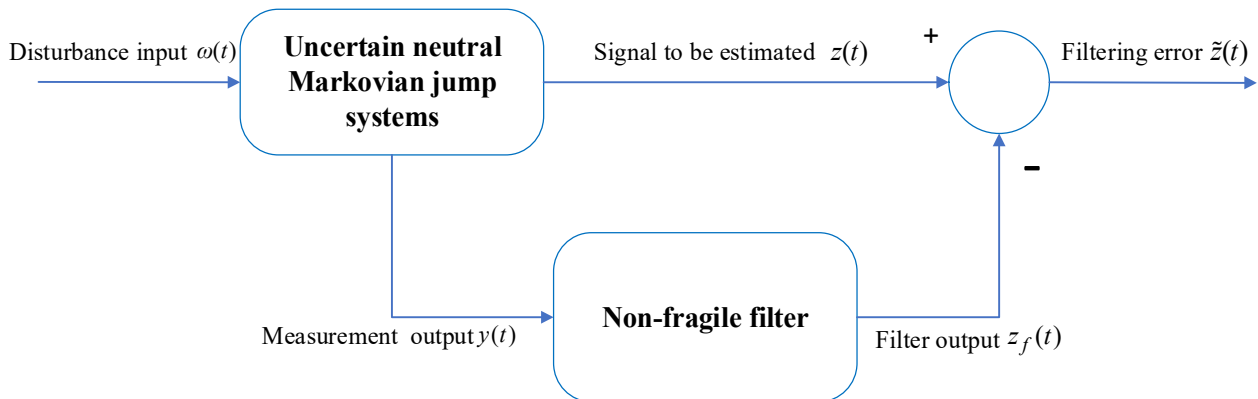 Disturbance input ω(t)
Uncertain neutral
Markovian jump
systems
Signal to be estimated z(t)
+
Filtering error z̃(t)
−
Measurement output y(t)
Non-fragile filter
Filter output z_f(t)